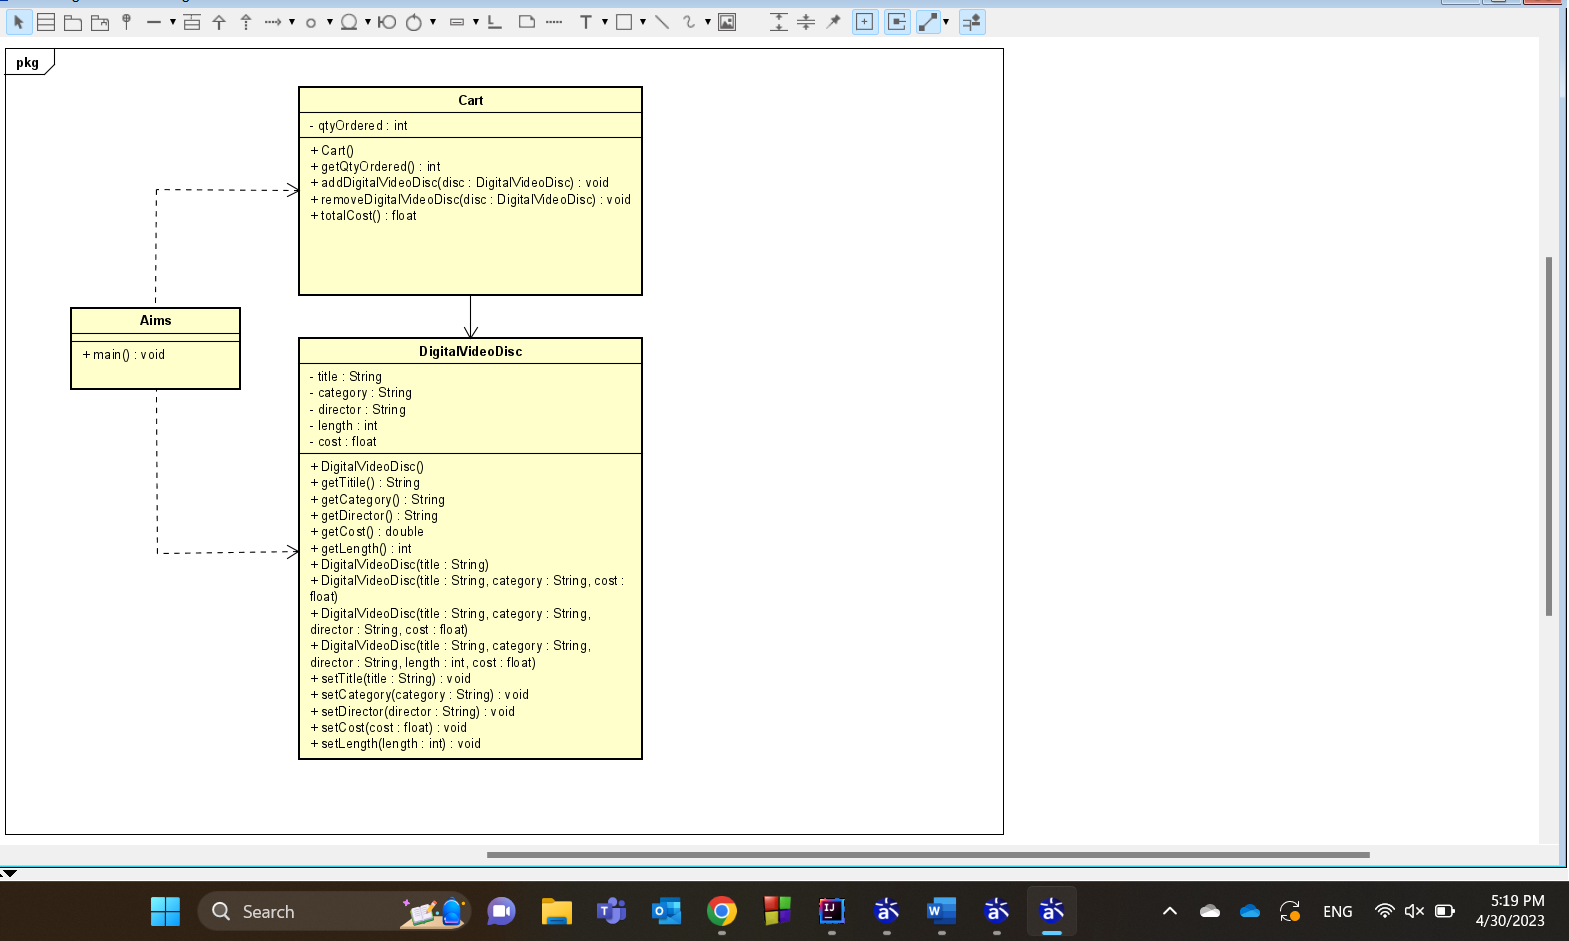 pkg
Cart
- qtyOrdered : int
+ Cart()
+ getQtyOrdered() : int
+ addDigitalVideoDisc(disc : DigitalVideoDisc) : void
+ removeDigitalVideoDisc(disc : DigitalVideoDisc) : void
+ totalCost() : float
Aims
+ main() : void
DigitalVideoDisc
- title : String
- category : String
- director : String
- length : int
- cost : float
+ DigitalVideoDisc()
+ getTitile() : String
+ getCategory() : String
+ getDirector() : String
+ getCost() : double
+ getLength() : int
+ DigitalVideoDisc(title : String)
+ DigitalVideoDisc(title : String, category : String, cost :
float)
+ DigitalVideoDisc(title : String, category : String,
director : String, cost : float)
+ DigitalVideoDisc(title : String, category : String,
director : String, length : int, cost : float)
+ setTitle(title : String) : void
+ setCategory(category : String) : void
+ setDirector(director : String) : void
+ setCost(cost : float) : void
+ setLength(length : int) : void
Search
ENG
5:19 PM
4/30/2023